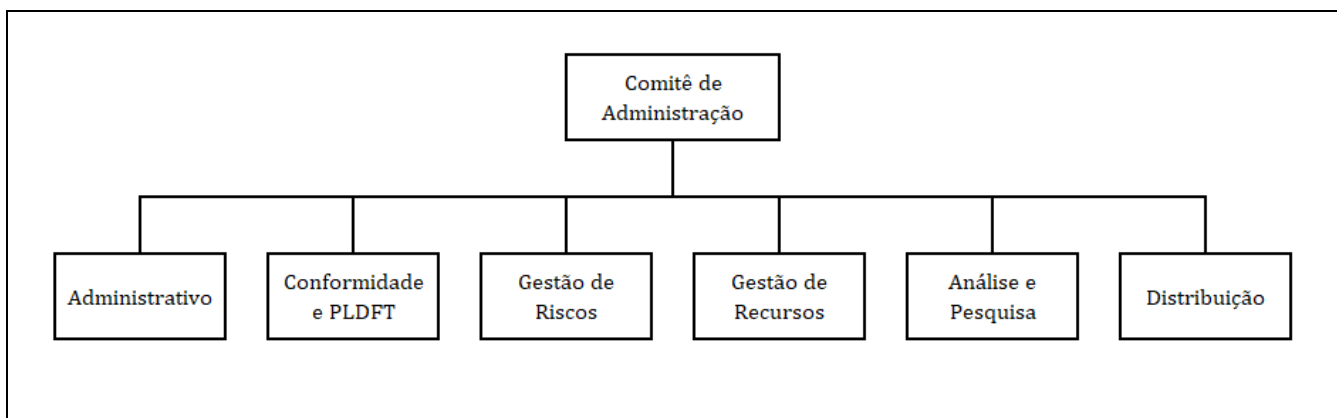 Comitê de
Administração
Administrativo
Conformidade
e PLDFT
Gestão de
Riscos
Gestão de
Recursos
Análise e
Pesquisa
Distribuição